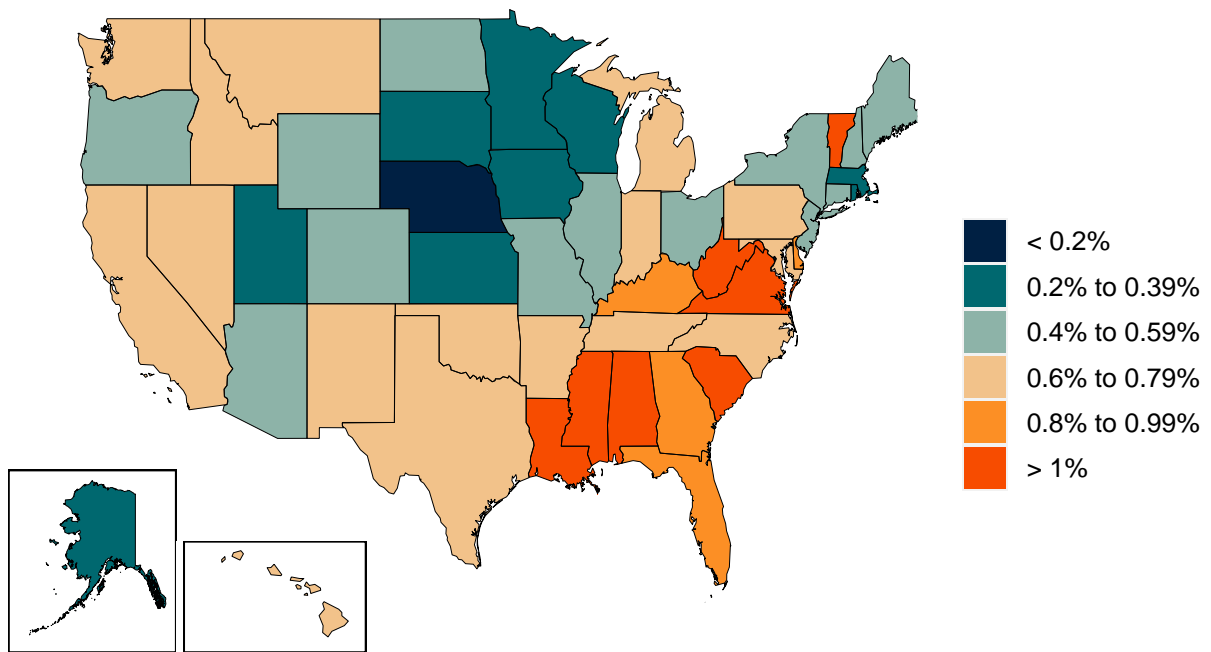 < 0.2%
0.2% to 0.39%
0.4% to 0.59%
0.6% to 0.79%
0.8% to 0.99%
> 1%